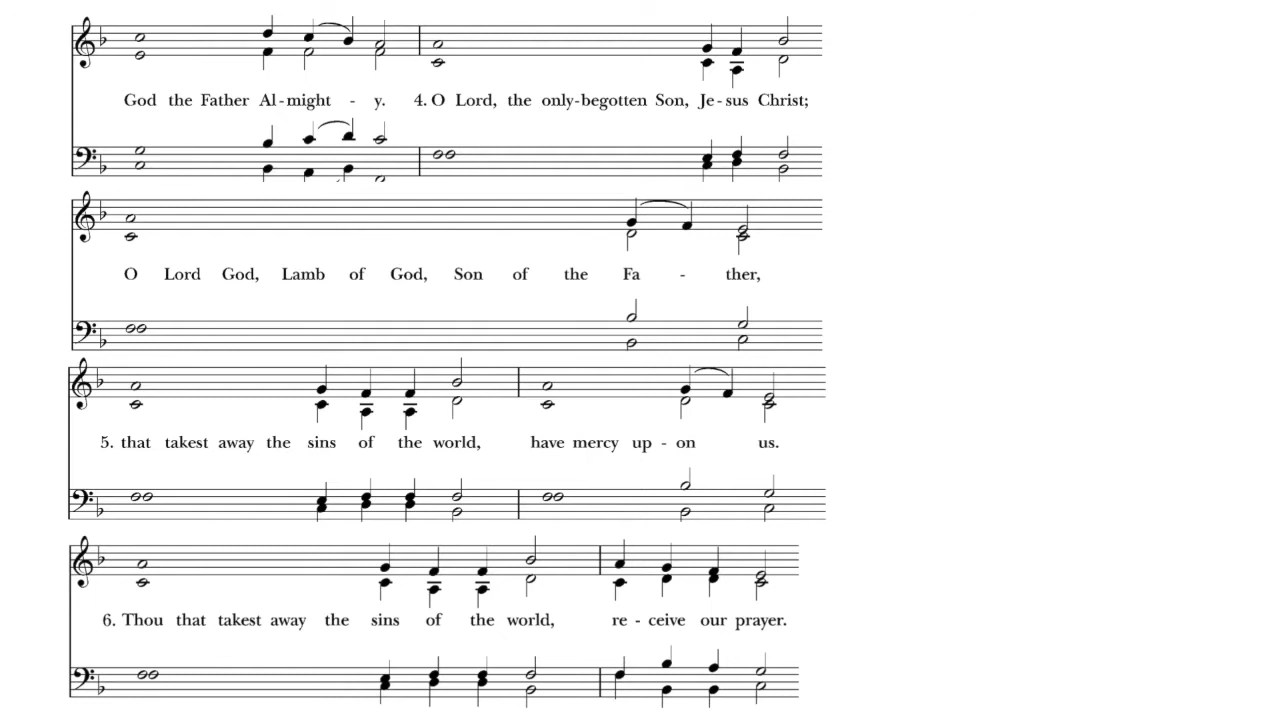 God the Father Al-might - y. 4. O Lord, the only-begotten Son, Je-sus Christ;
O Lord God, Lamb of God, Son of the Fa - ther,
5. that takest away the sins of the world, have mercy up - on us.
6. Thou that takest away the sins of the world, re - ceive our prayer.